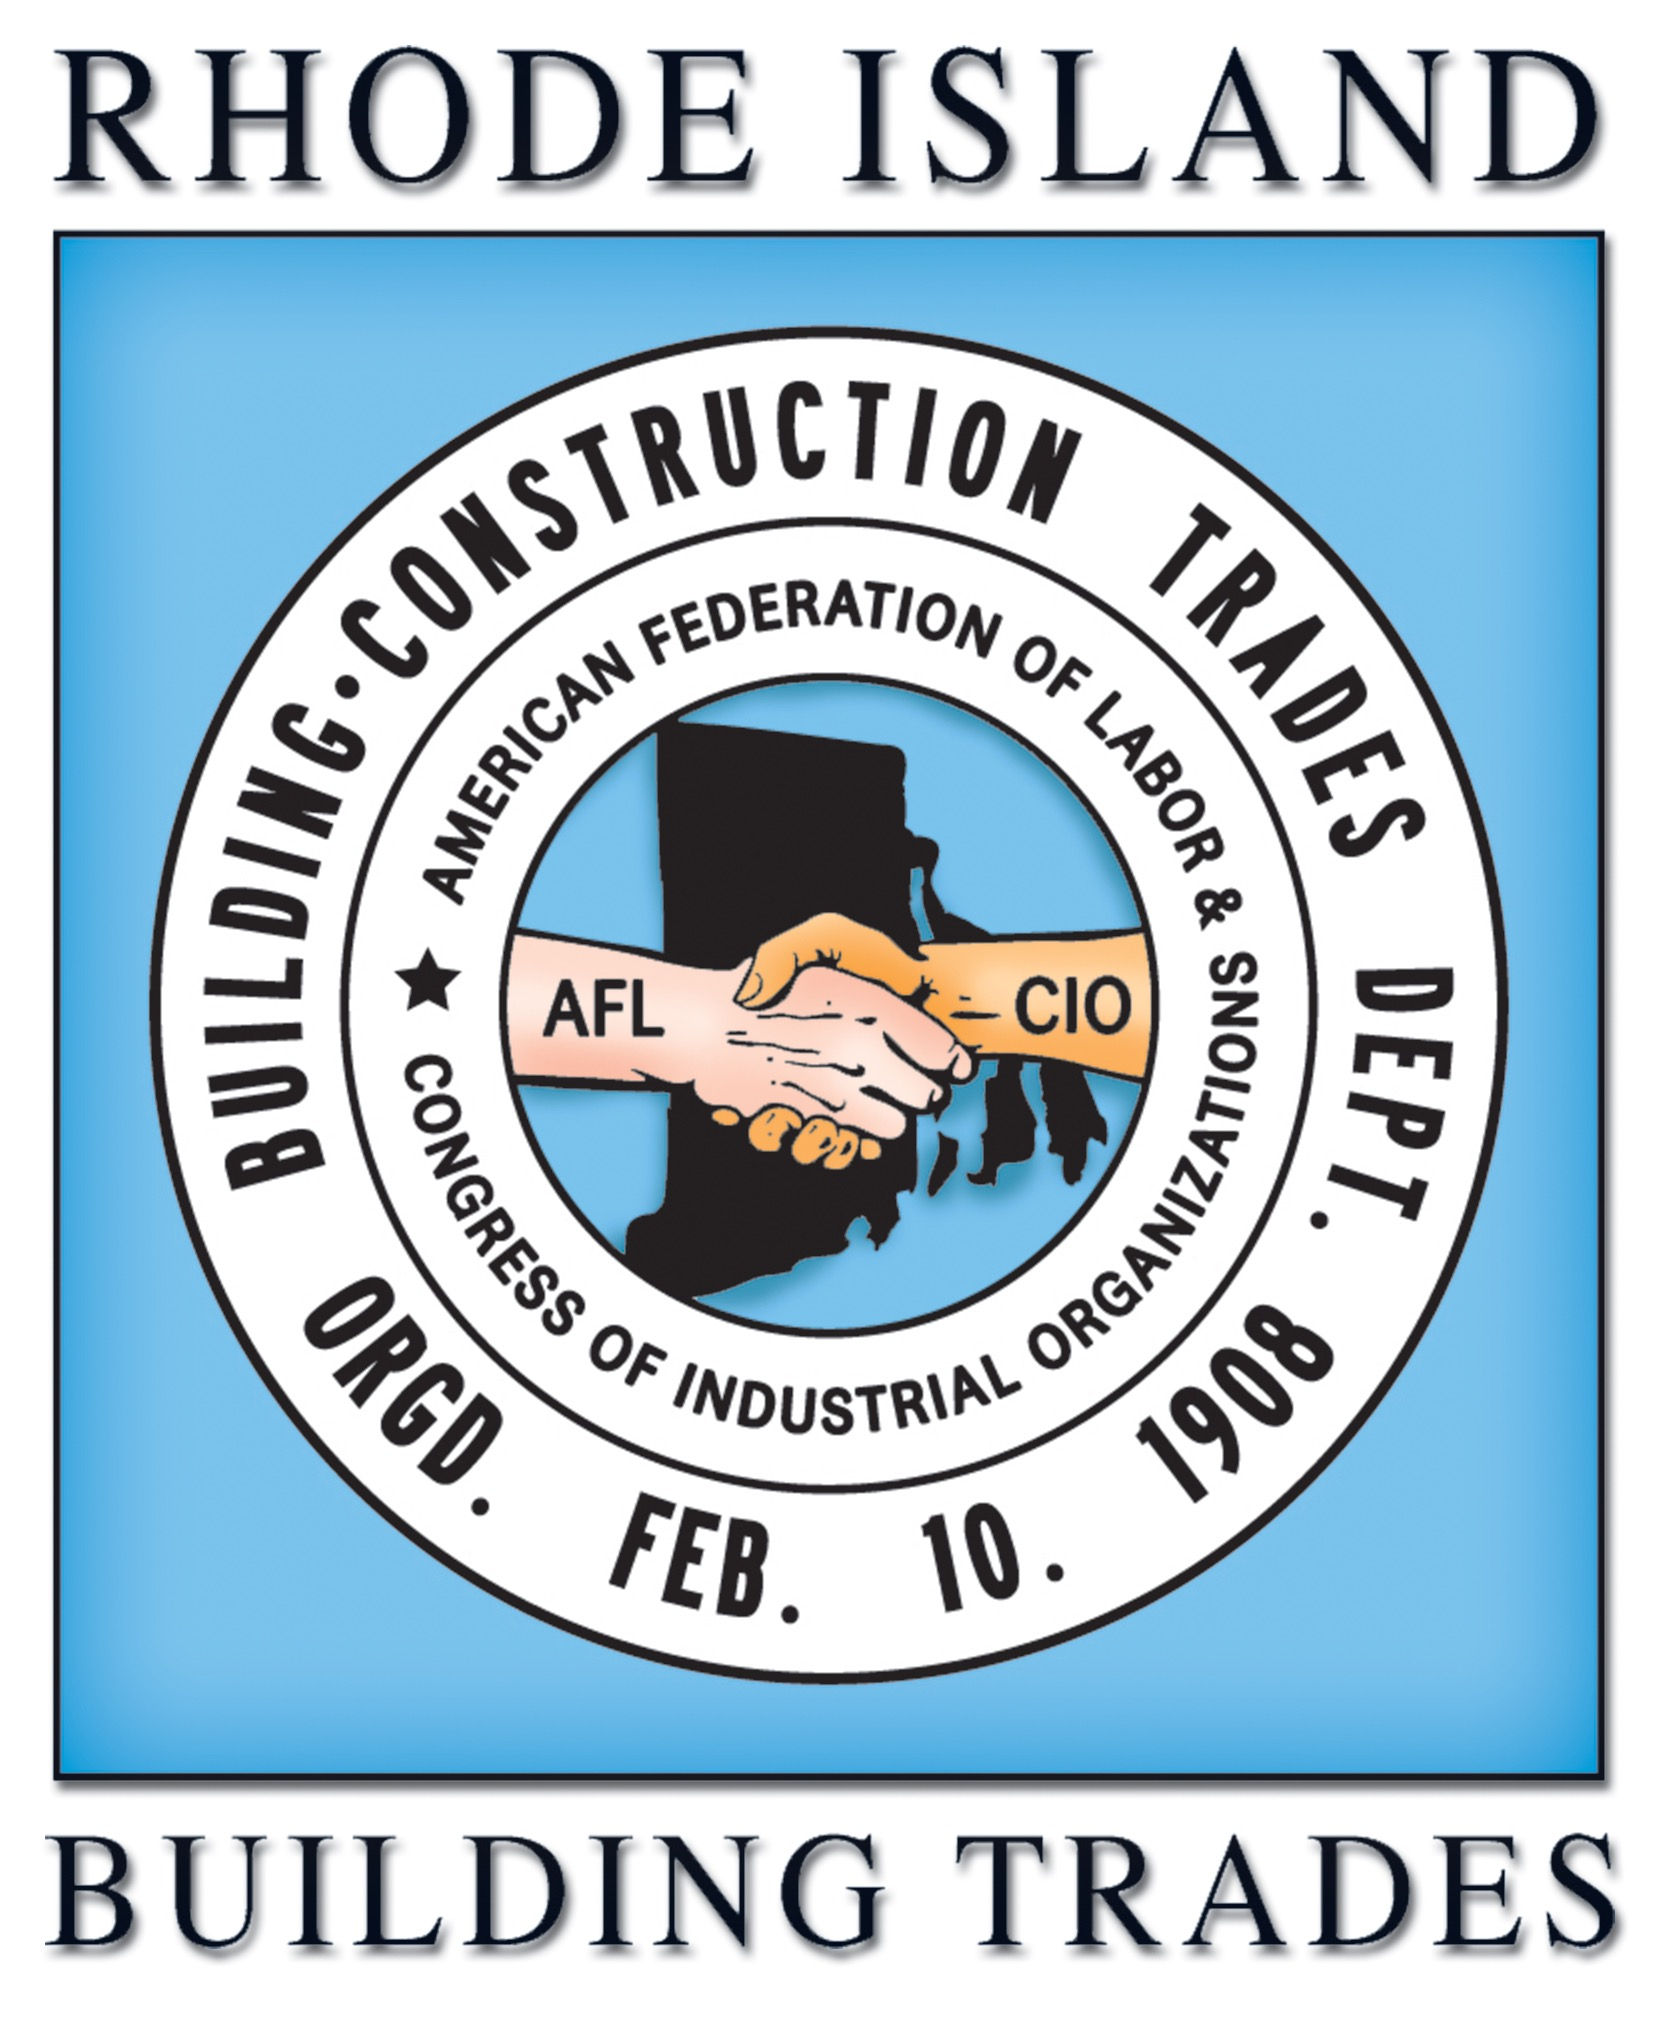 RHODE ISLAND
BUILDING·CONSTRUCTION TRADES DEPT.
ORGD. FEB. 10. 1908
AMERICAN FEDERATION OF LABOR &
★ CONGRESS OF INDUSTRIAL ORGANIZATIONS
AFL
CIO
BUILDING TRADES